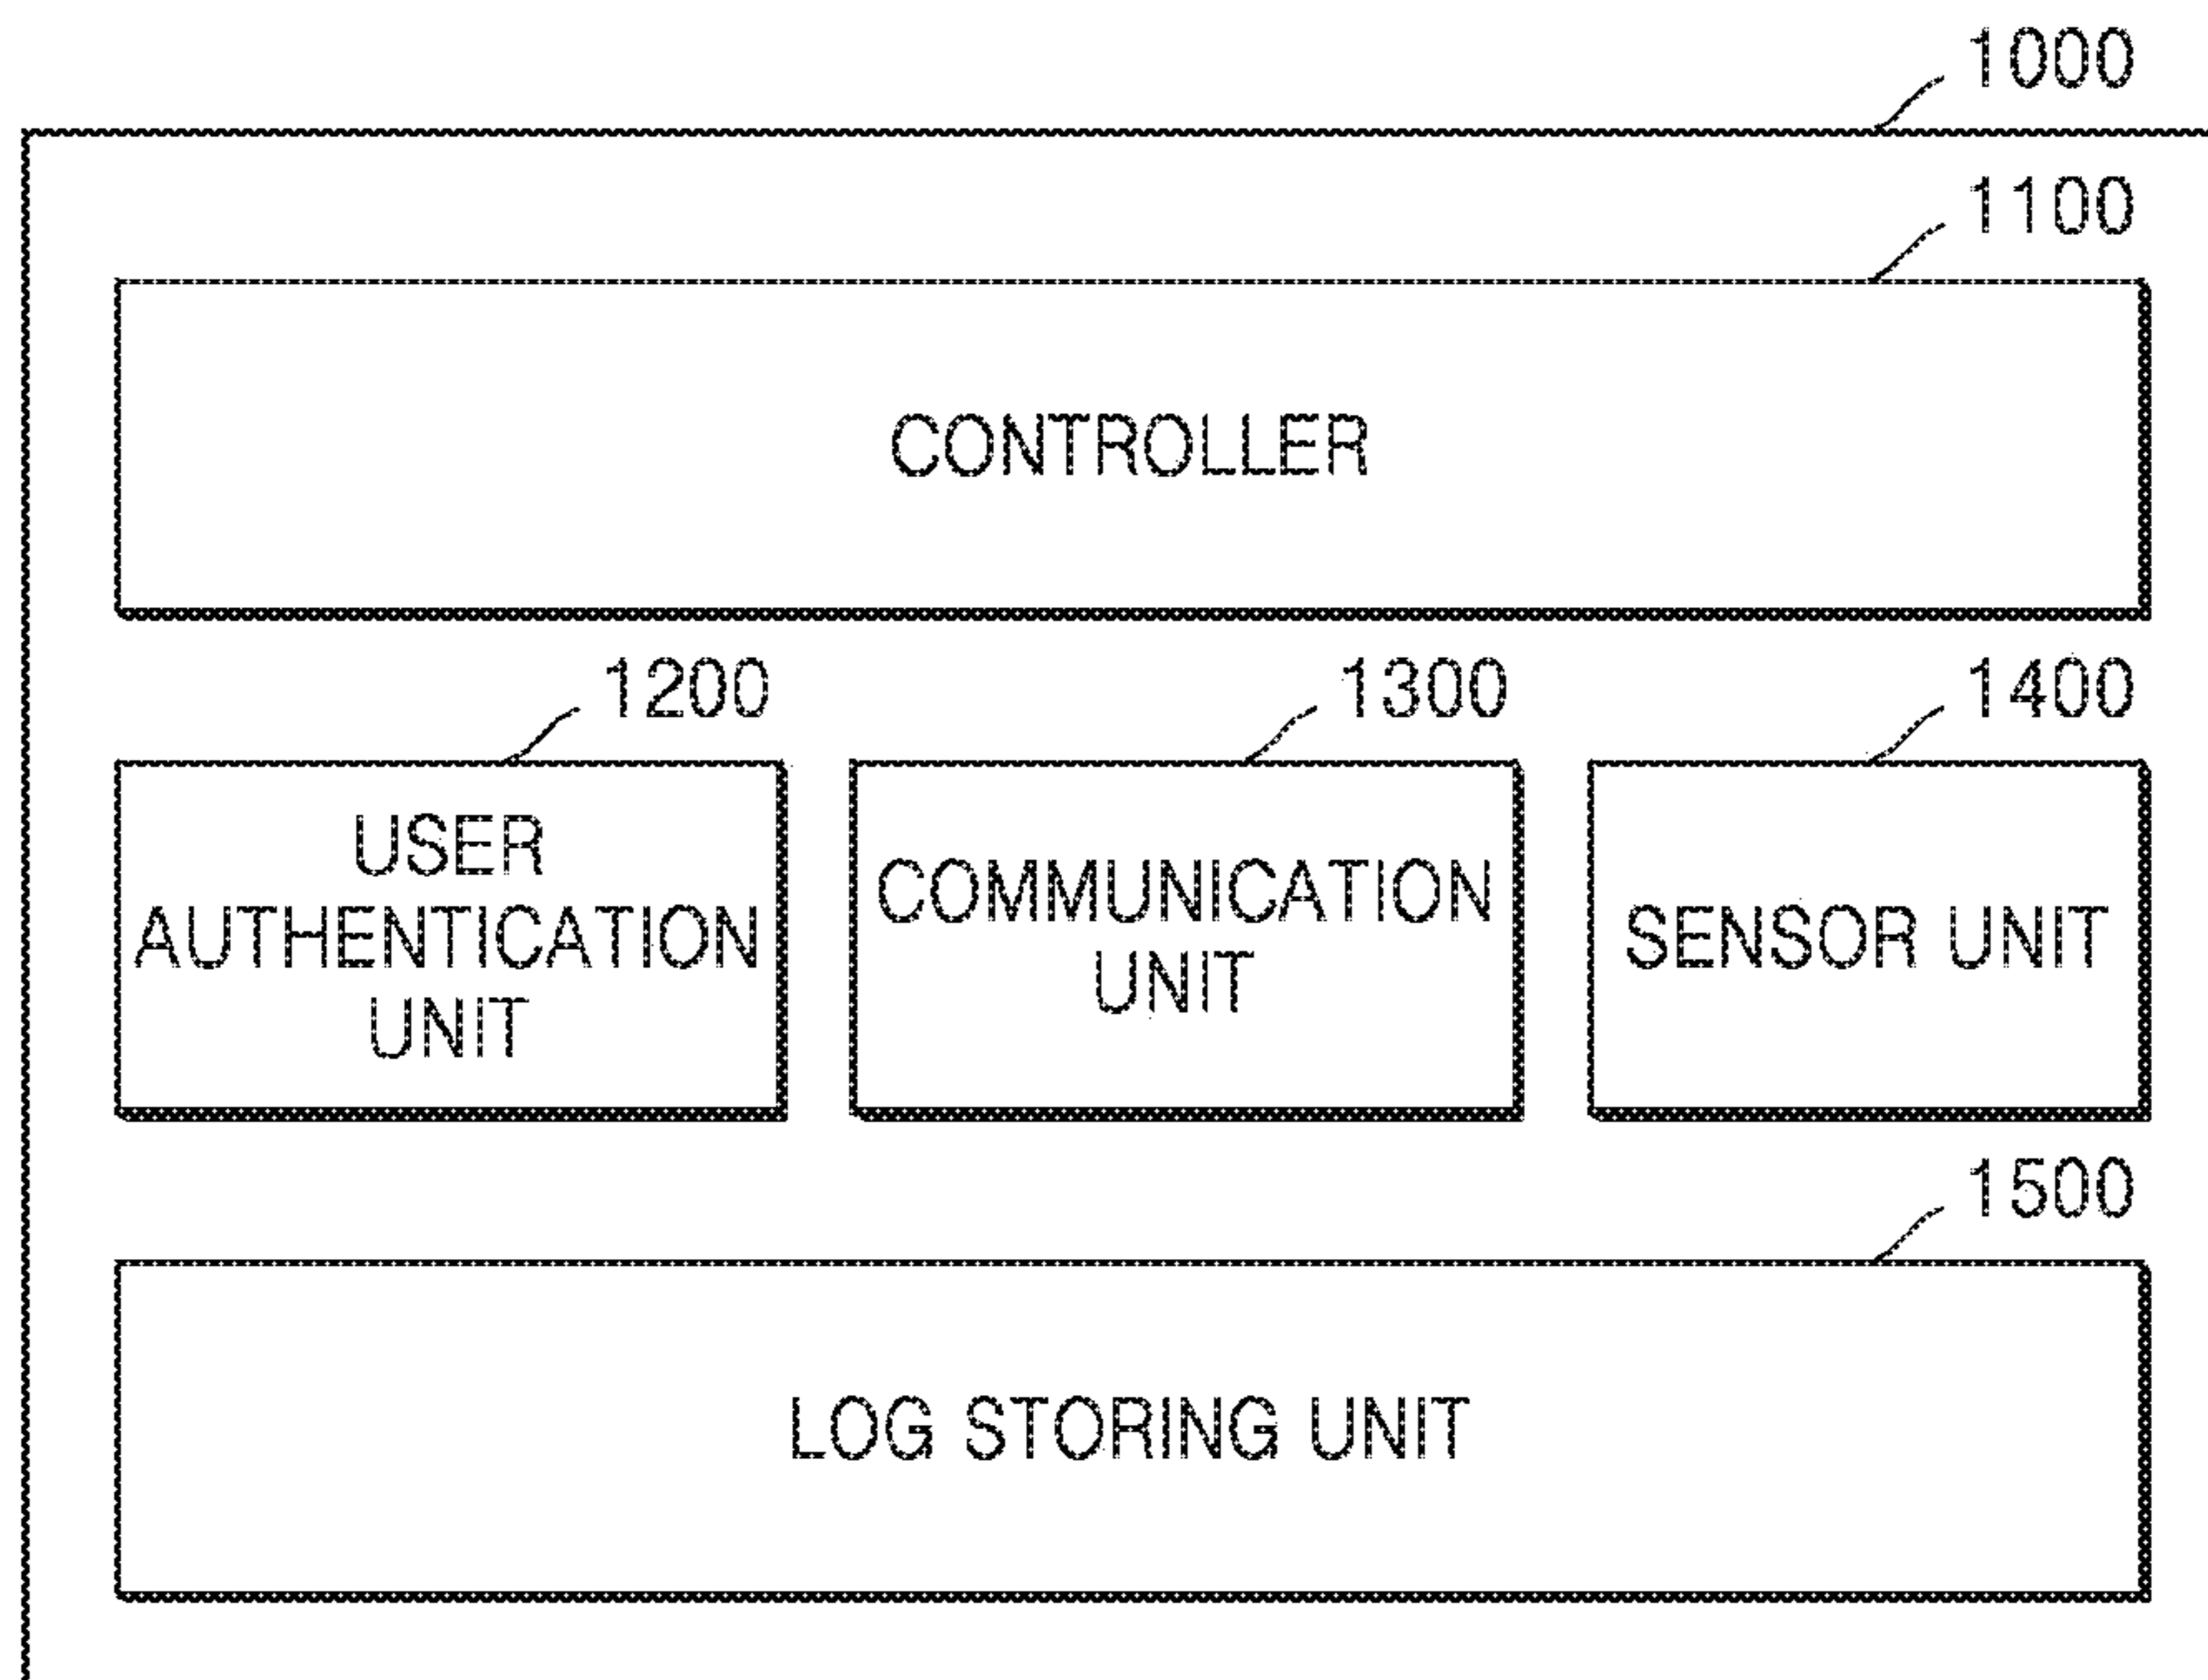 1000
1100
CONTROLLER
1200
1300
1400
USER
AUTHENTICATION
UNIT
COMMUNICATION
UNIT
SENSOR UNIT
1500
LOG STORING UNIT